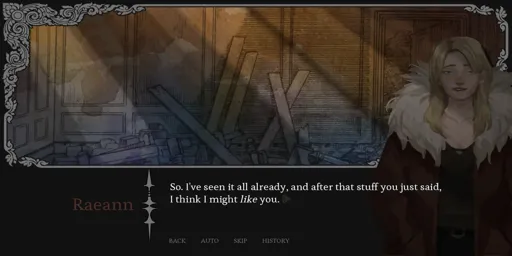 So. I've seen it all already, and after that stuff you just said,
I think I might like you.
Raeann
BACK AUTO SKIP HISTORY